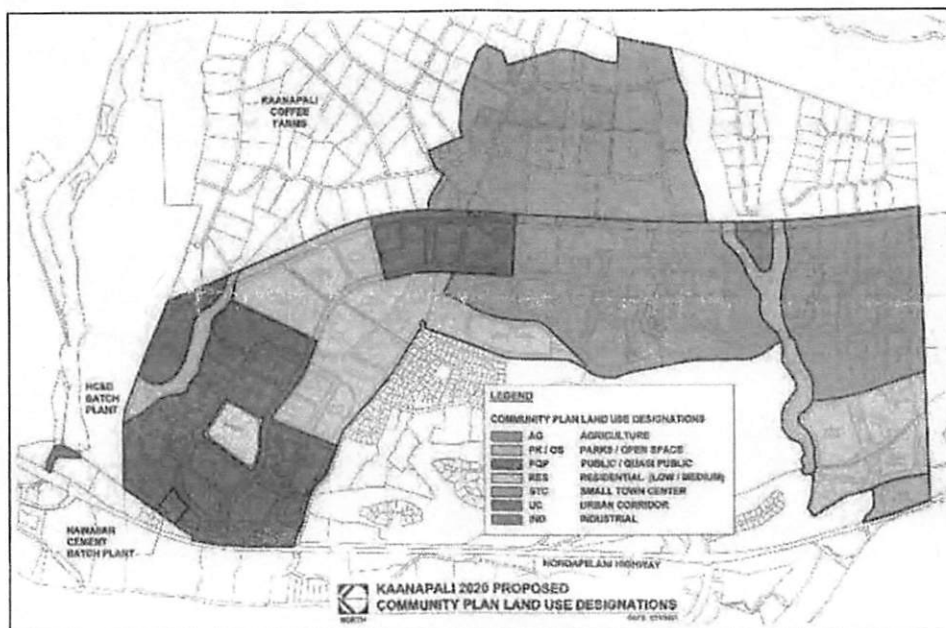 KAANAPALI
COFFEE
FARMS
HC&D
BATCH
PLANT
HAWAIIAN
CEMENT
BATCH PLANT
LEGEND
COMMUNITY PLAN LAND USE DESIGNATIONS
AG AGRICULTURE
PK / OS PARKS / OPEN SPACE
PQP PUBLIC / QUASI PUBLIC
RES RESIDENTIAL (LOW / MEDIUM)
STC SMALL TOWN CENTER
UC URBAN CORRIDOR
IND INDUSTRIAL
HONOAPIILANI HIGHWAY
NORTH
KAANAPALI 2020 PROPOSED
COMMUNITY PLAN LAND USE DESIGNATIONS